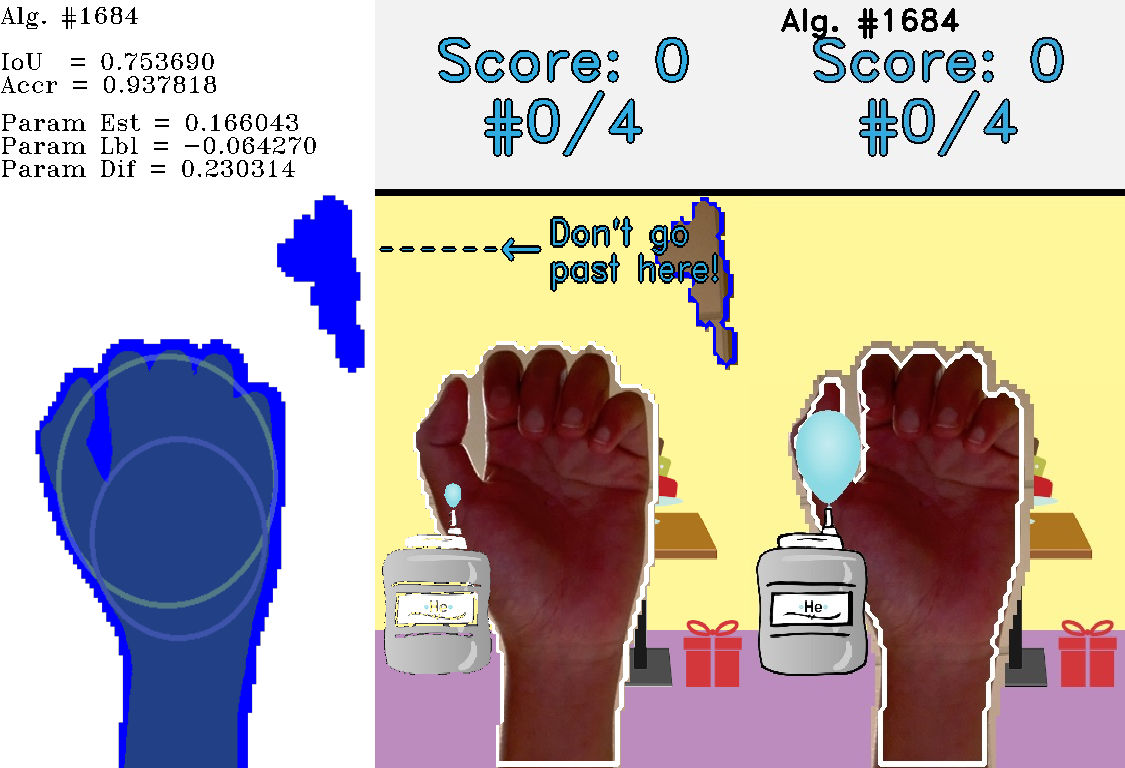 Alg. #1684
IoU = 0.753690
Accr = 0.937818
Param Est = 0.166043
Param Lbl = −0.064270
Param Dif = 0.230314
Score: 0
#0/4
Don't go
past here!
He
Alg. #1684
Score: 0
#0/4
He